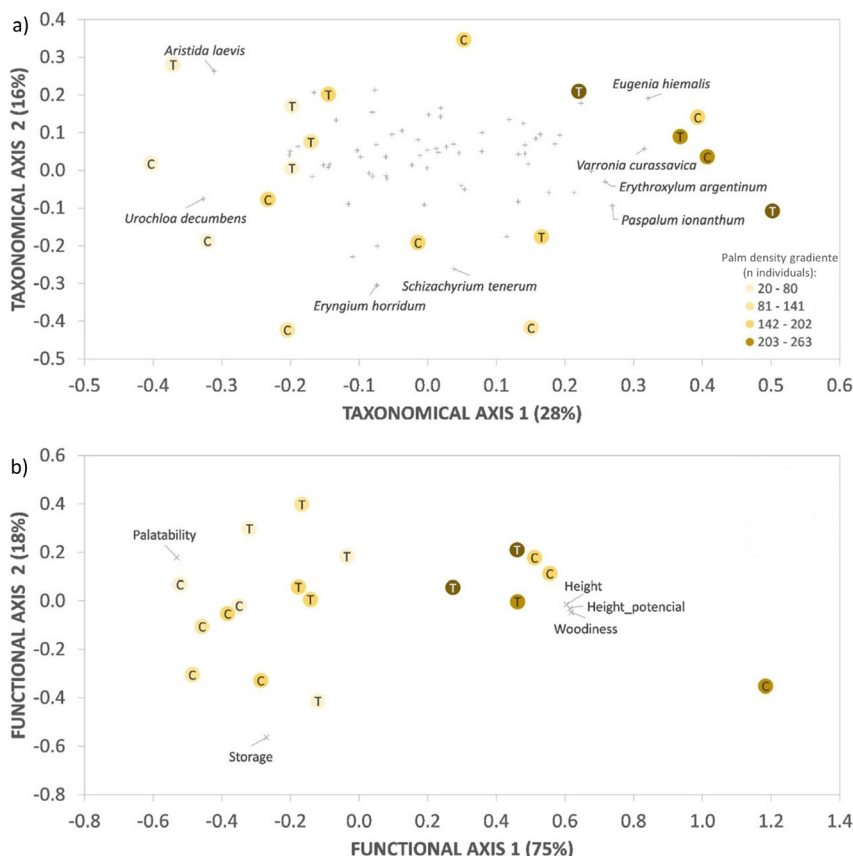 a)
0.4
0.3
0.2
0.1
0.0
-0.1
-0.2
-0.3
-0.4
-0.5
TAXONOMICAL AXIS 2 (16%)
Aristida laevis
C
T
T
T
T
Eugenia hiemalis
C
T
T
C
Varronia curassavica
C
T
Erythroxylum argentinum
Urochloa decumbens
C
Paspalum ionanthum
T
C
C
T
Schizachyrium tenerum
Eryngium horridum
C
C
Palm density gradiente
(n individuals):
20 - 80
81 - 141
142 - 202
203 - 263
-0.5 -0.4 -0.3 -0.2 -0.1 0.0 0.1 0.2 0.3 0.4 0.5 0.6
TAXONOMICAL AXIS 1 (28%)
b)
0.6
0.4
0.2
0.0
-0.2
-0.4
-0.6
-0.8
FUNCTIONAL AXIS 2 (18%)
T
T
Palatability
T
T
C
C
T
T
C
C
Height
C
C
T
T
Height_potencial
C
Woodiness
C
C
T
C
Storage
-0.8 -0.6 -0.4 -0.2 0.0 0.2 0.4 0.6 0.8 1.0 1.2 1.4
FUNCTIONAL AXIS 1 (75%)